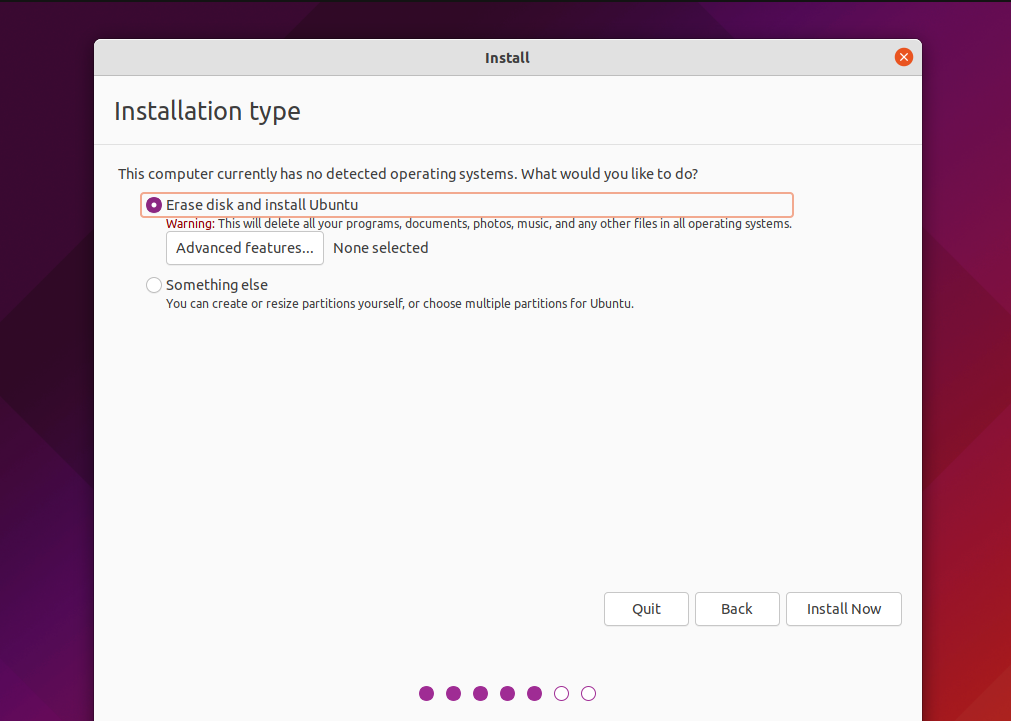 Install
Installation type
This computer currently has no detected operating systems. What would you like to do?
Erase disk and install Ubuntu
Warning: This will delete all your programs, documents, photos, music, and any other files in all operating systems.
Advanced features... None selected
Something else
You can create or resize partitions yourself, or choose multiple partitions for Ubuntu.
Quit Back Install Now